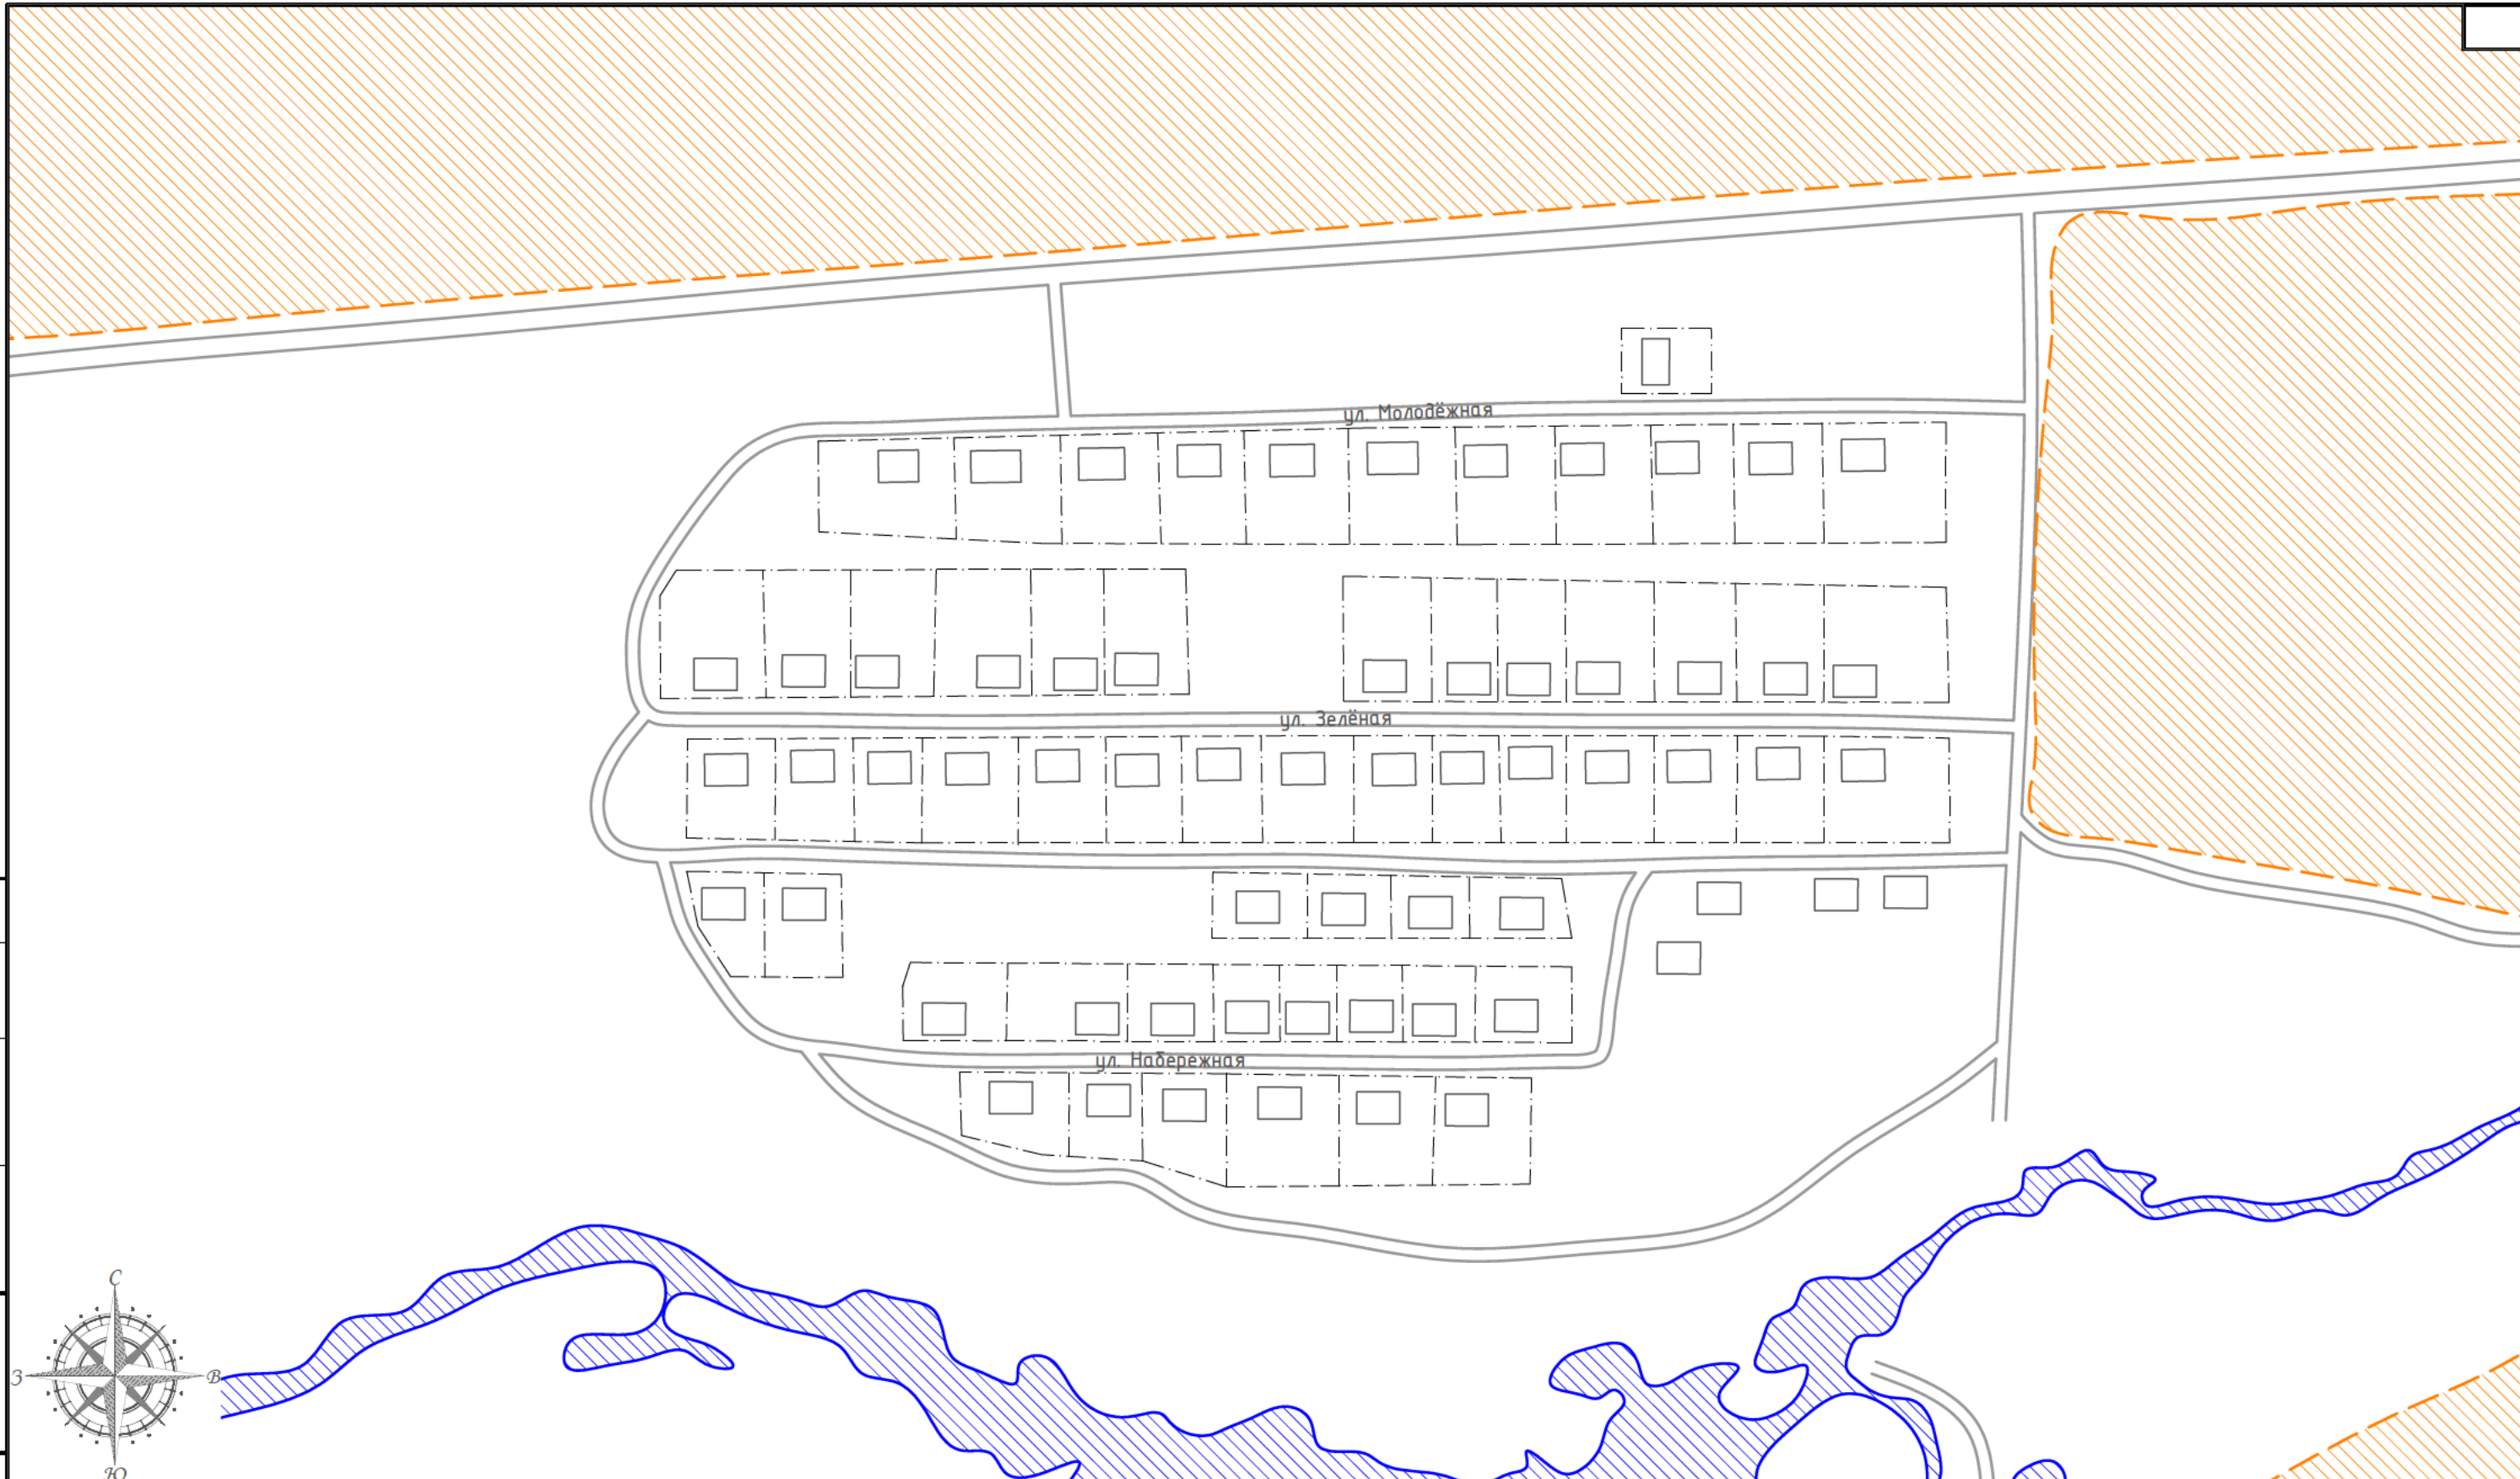 ул. Молодёжная
ул. Зелёная
ул. Набережная
С
З
В
Ю